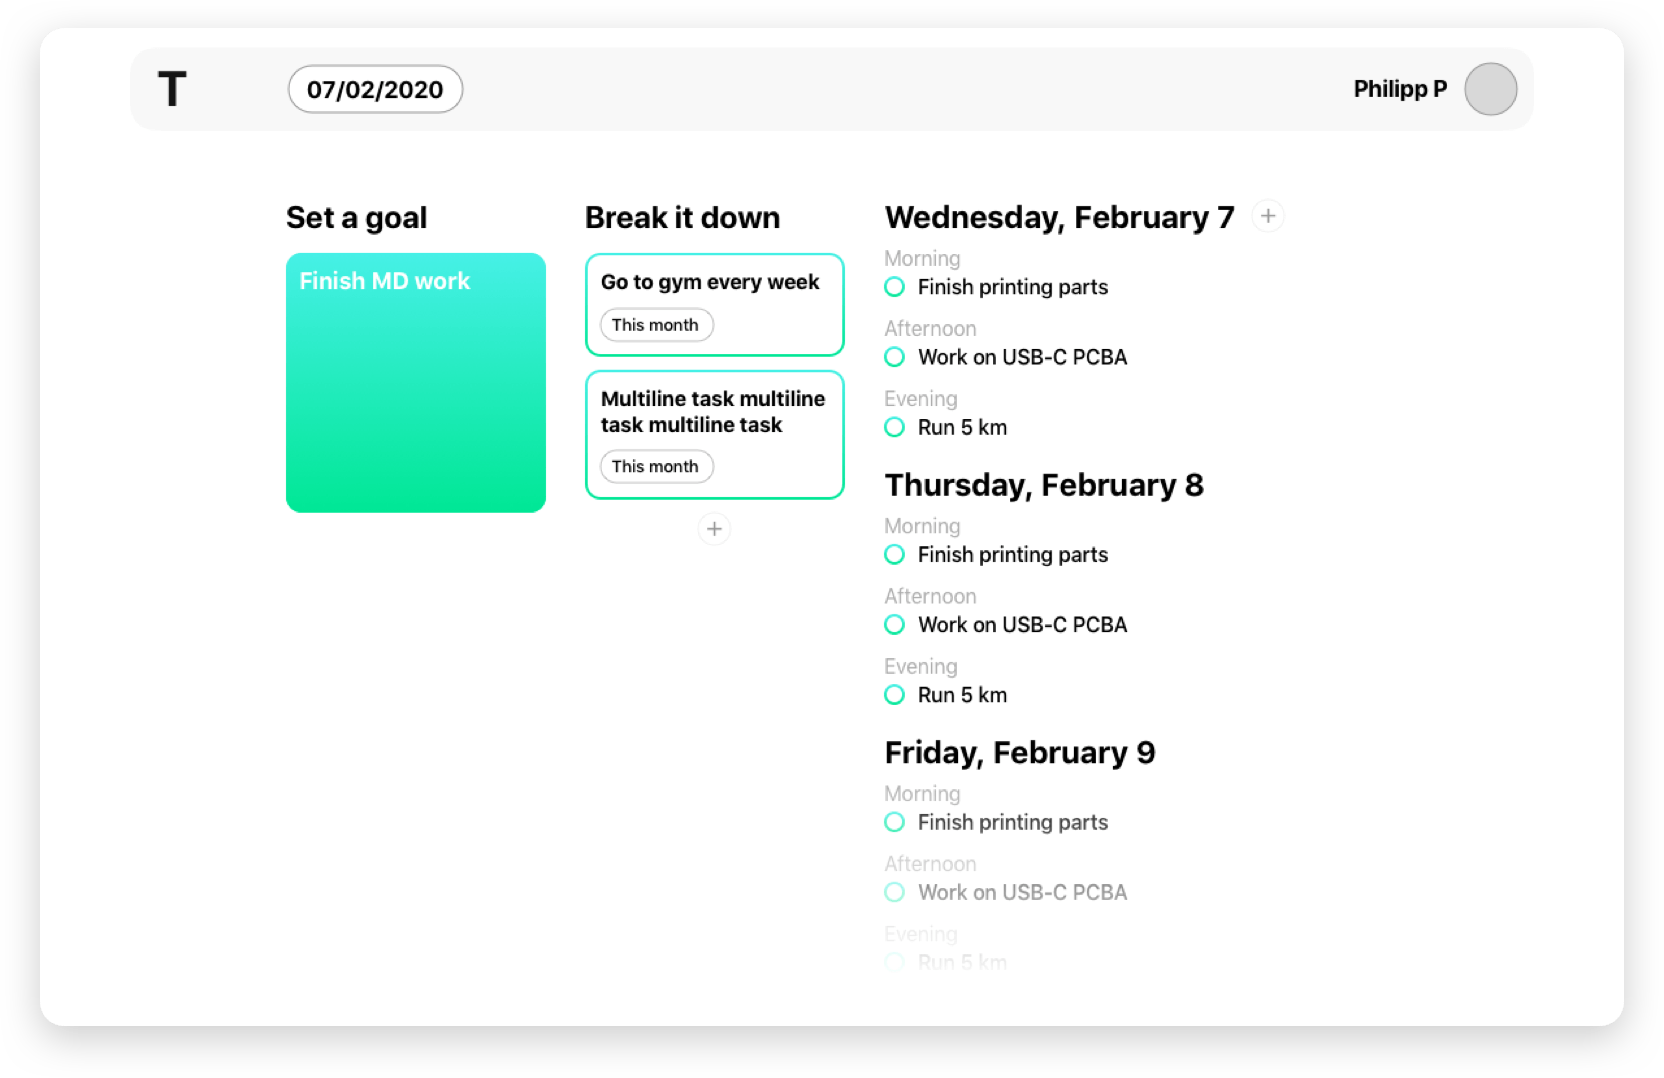 T
07/02/2020
Philipp P
Set a goal
Finish MD work
Break it down
Go to gym every week
This month
Multiline task multiline
task multiline task
This month
+
Wednesday, February 7 +
Morning
Finish printing parts
Afternoon
Work on USB-C PCBA
Evening
Run 5 km
Thursday, February 8
Morning
Finish printing parts
Afternoon
Work on USB-C PCBA
Evening
Run 5 km
Friday, February 9
Morning
Finish printing parts
Afternoon
Work on USB-C PCBA
Evening
Run 5 km